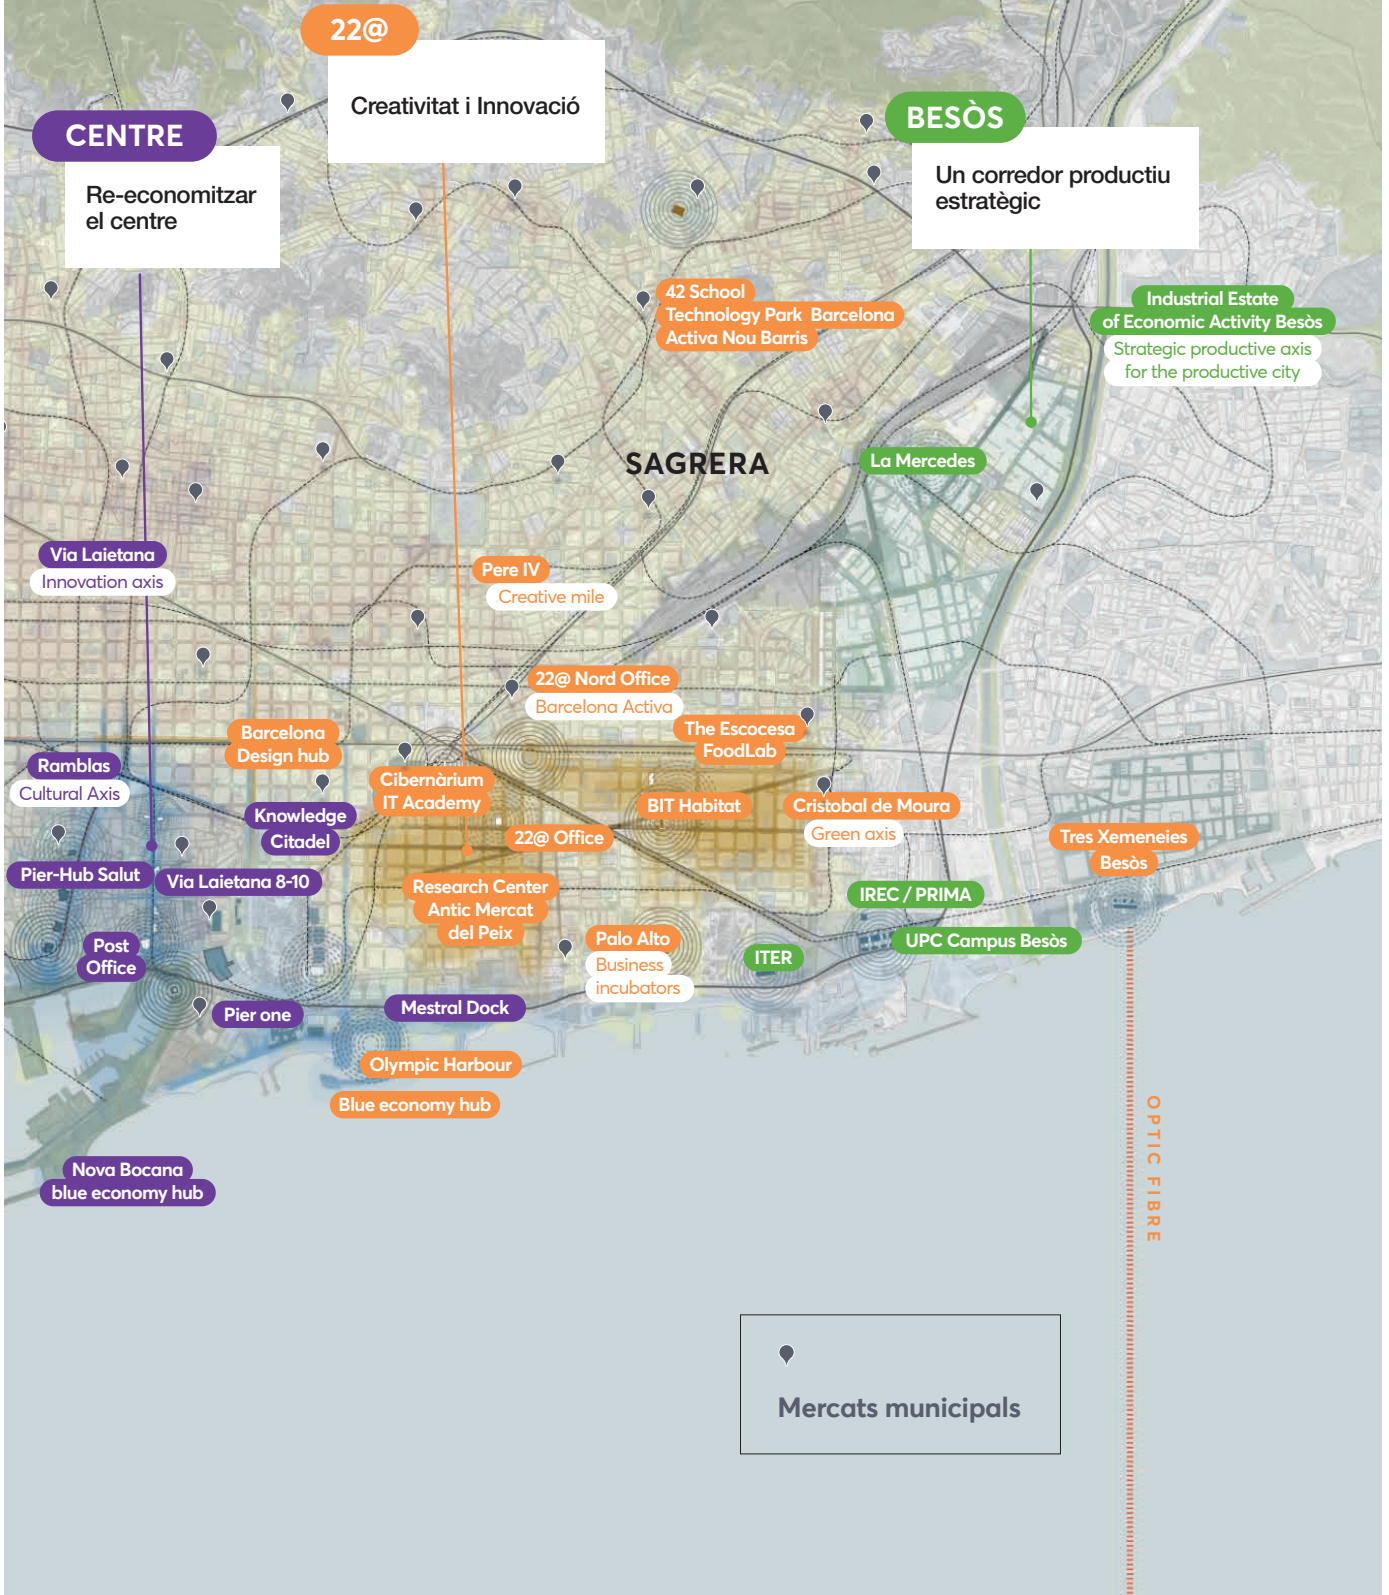 22@
Creativitat i Innovació
CENTRE
Re-economitzar
el centre
BESÒS
Un corredor productiu
estratègic
42 School
Technology Park Barcelona
Activa Nou Barris
Industrial Estate
of Economic Activity Besòs
Strategic productive axis
for the productive city
SAGRERA
La Mercedes
Via Laietana
Innovation axis
Pere IV
Creative mile
22@ Nord Office
Barcelona Activa
Barcelona
Design hub
The Escocesa
FoodLab
Ramblas
Cultural Axis
Cibernàrium
IT Academy
BIT Habitat
Cristobal de Moura
Green axis
Knowledge
Citadel
22@ Office
Tres Xemeneies
Besòs
Pier-Hub Salut
Via Laietana 8-10
Research Center
Antic Mercat
del Peix
IREC / PRIMA
Post
Office
Palo Alto
Business
incubators
ITER
UPC Campus Besòs
Pier one
Mestral Dock
Olympic Harbour
Blue economy hub
Nova Bocana
blue economy hub
OPTIC FIBRE
Mercats municipals